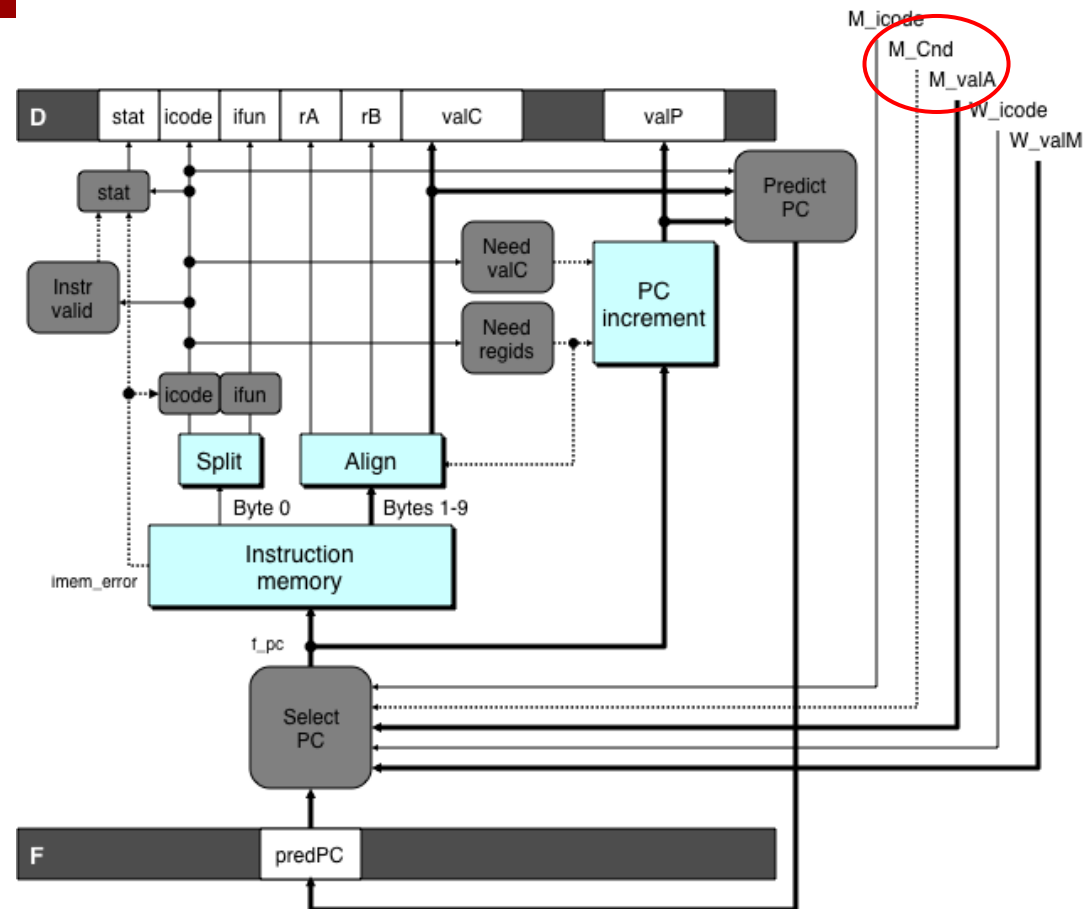 M_icode
M_Cnd
M_valA
W_icode
W_valM
D stat icode ifun rA rB valC valP
stat
Predict
PC
Need
valC
Instr
valid
PC
increment
Need
regids
icode ifun
Split
Align
Byte 0
Bytes 1-9
Instruction
memory
imem_error
f_pc
Select
PC
F predPC